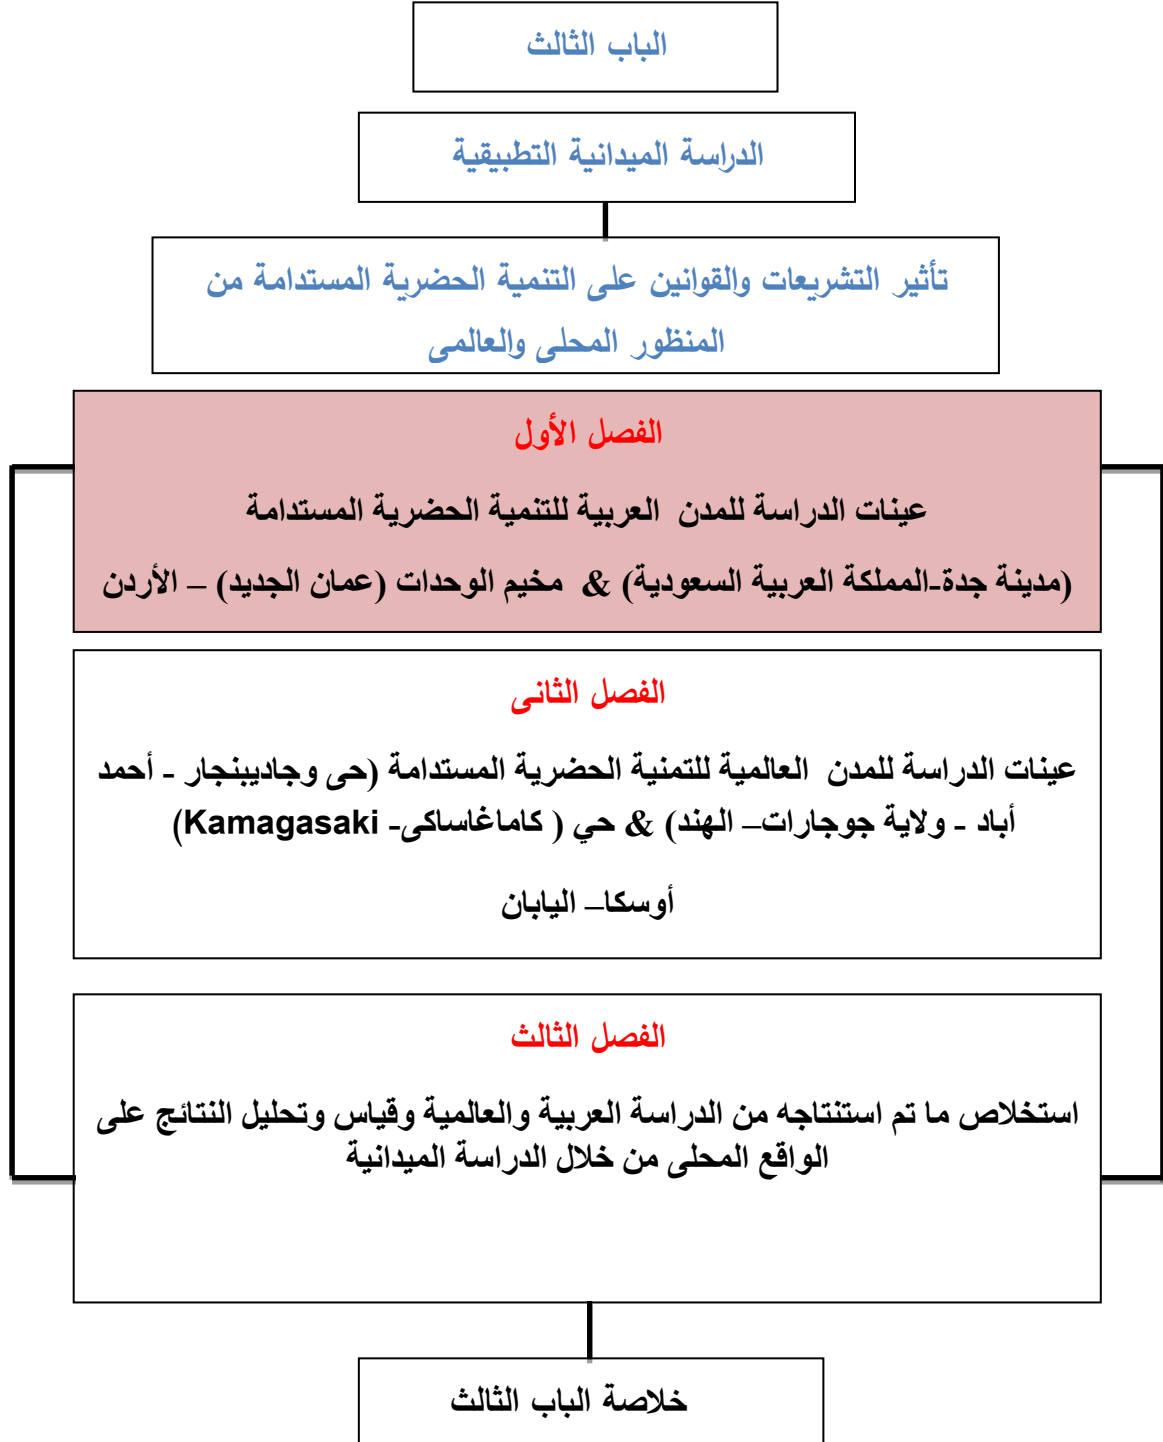 الباب الثالث
الدراسة الميدانية التطبيقية
تأثير التشريعات والقوانين على التنمية الحضرية المستدامة من
المنظور المحلى والعالمى
الفصل الأول
عينات الدراسة للمدن العربية للتنمية الحضرية المستدامة
(مدينة جدة-المملكة العربية السعودية) & مخيم الوحدات (عمان الجديد) – الأردن
الفصل الثانى
عينات الدراسة للمدن العالمية للتمنية الحضرية المستدامة (حى وجاديبنجار - أحمد
أباد - ولاية جوجارات– الهند) & حي ( كاماغاساكى- Kamagasaki)
أوسكا– اليابان
الفصل الثالث
استخلاص ما تم استنتاجه من الدراسة العربية والعالمية وقياس وتحليل النتائج على
الواقع المحلى من خلال الدراسة الميدانية
خلاصة الباب الثالث